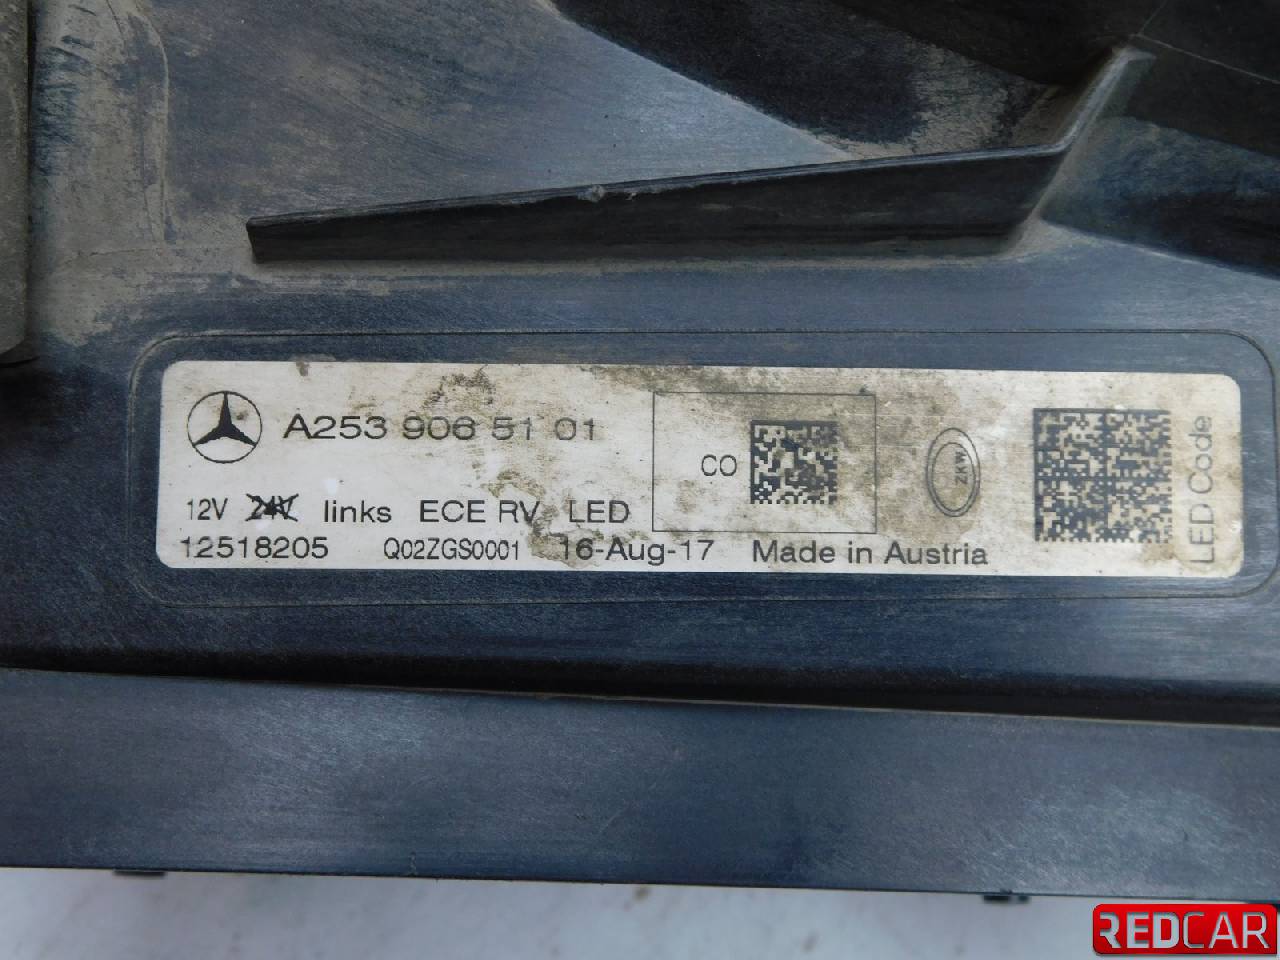 A253 906 51 01
CO
ZKW
LED Code
12V 24V links ECE RV LED
12518205 Q02ZGS0001 16-Aug-17 Made in Austria
REDCAR